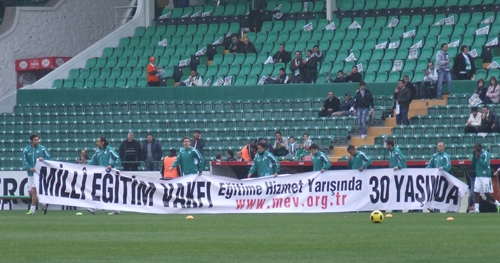 MİLLİ EĞİTİM VAKFI Eğitime Hizmet Yarışında 30 YAŞINDA.
www.mev.org.tr